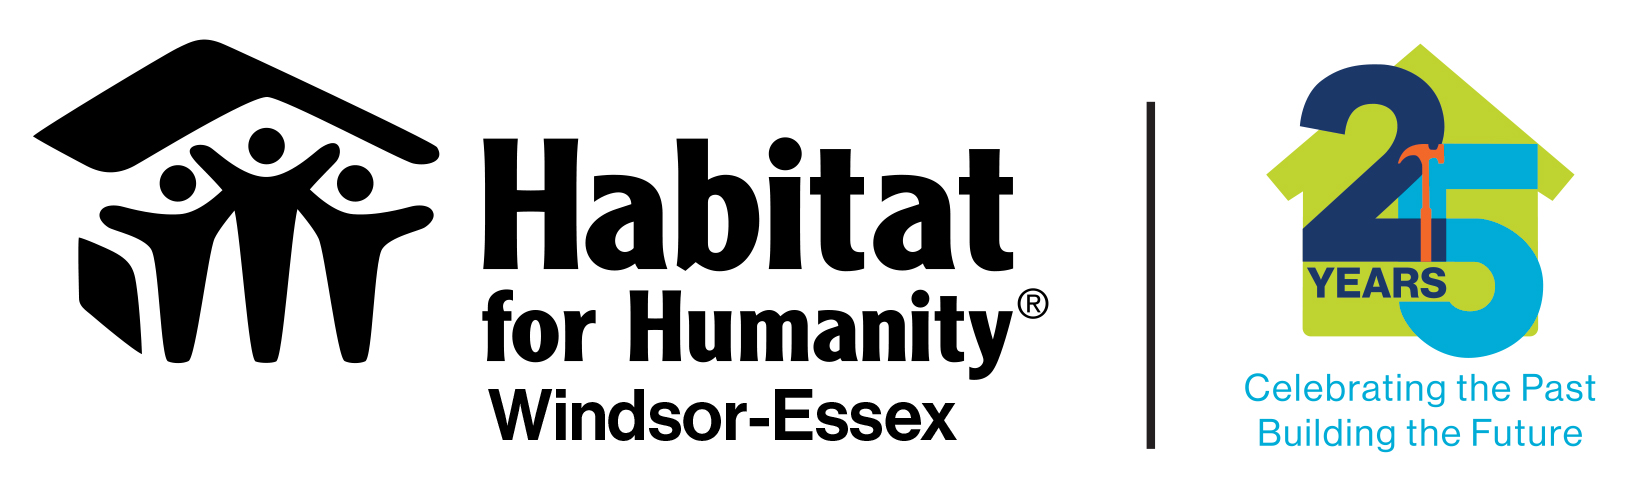 Habitat
for Humanity®
Windsor-Essex
25
YEARS
Celebrating the Past
Building the Future